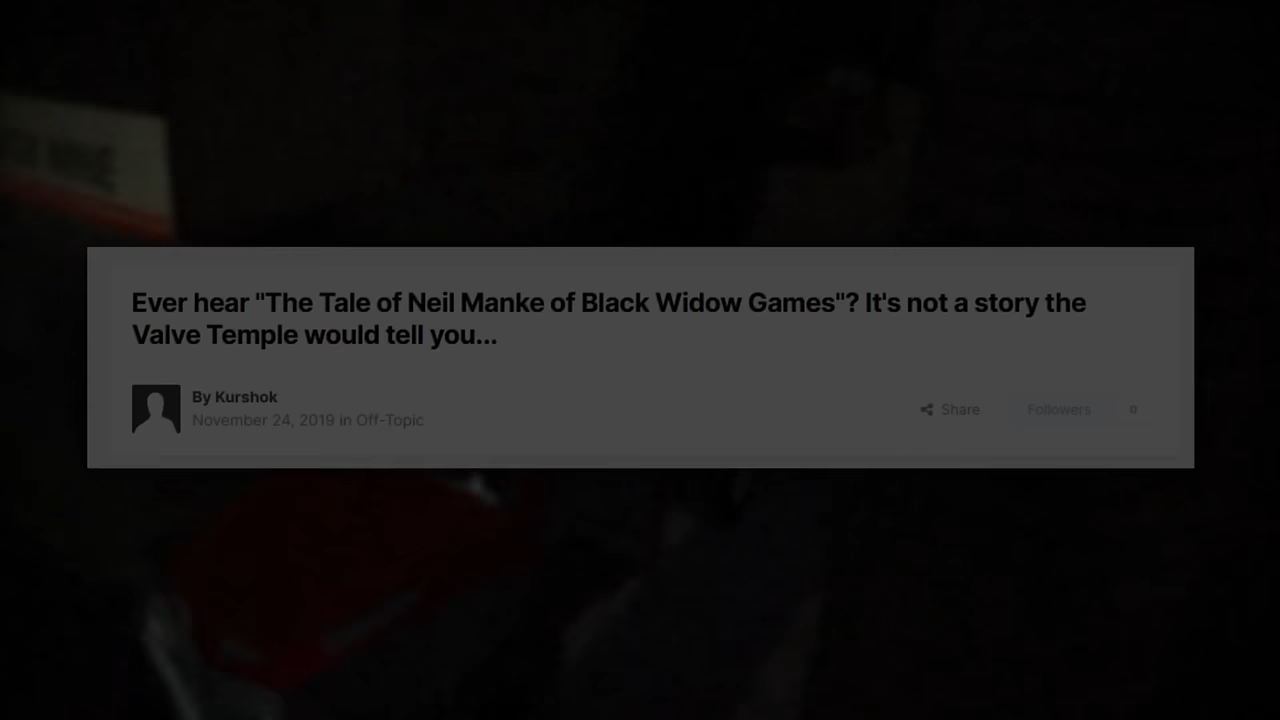 Ever hear "The Tale of Neil Manke of Black Widow Games"? It's not a story the
Valve Temple would tell you...
By Kurshok
November 24, 2019 in Off-Topic
Share
Followers
0